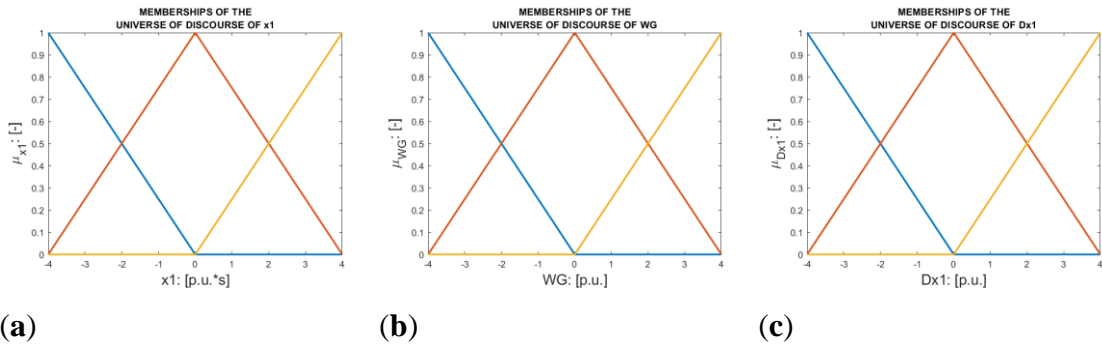 MEMBERSHIPS OF THE
UNIVERSE OF DISCOURSE OF x1
1
0.9
0.8
0.7
0.6
0.5
0.4
0.3
0.2
0.1
0
μx1: [-]
-4 -3 -2 -1 0 1 2 3 4
x1: [p.u.*s]
(a)
MEMBERSHIPS OF THE
UNIVERSE OF DISCOURSE OF WG
1
0.9
0.8
0.7
0.6
0.5
0.4
0.3
0.2
0.1
0
μWG: [-]
-4 -3 -2 -1 0 1 2 3 4
WG: [p.u.]
(b)
MEMBERSHIPS OF THE
UNIVERSE OF DISCOURSE OF Dx1
1
0.9
0.8
0.7
0.6
0.5
0.4
0.3
0.2
0.1
0
μDx1: [-]
-4 -3 -2 -1 0 1 2 3 4
Dx1: [p.u.]
(c)